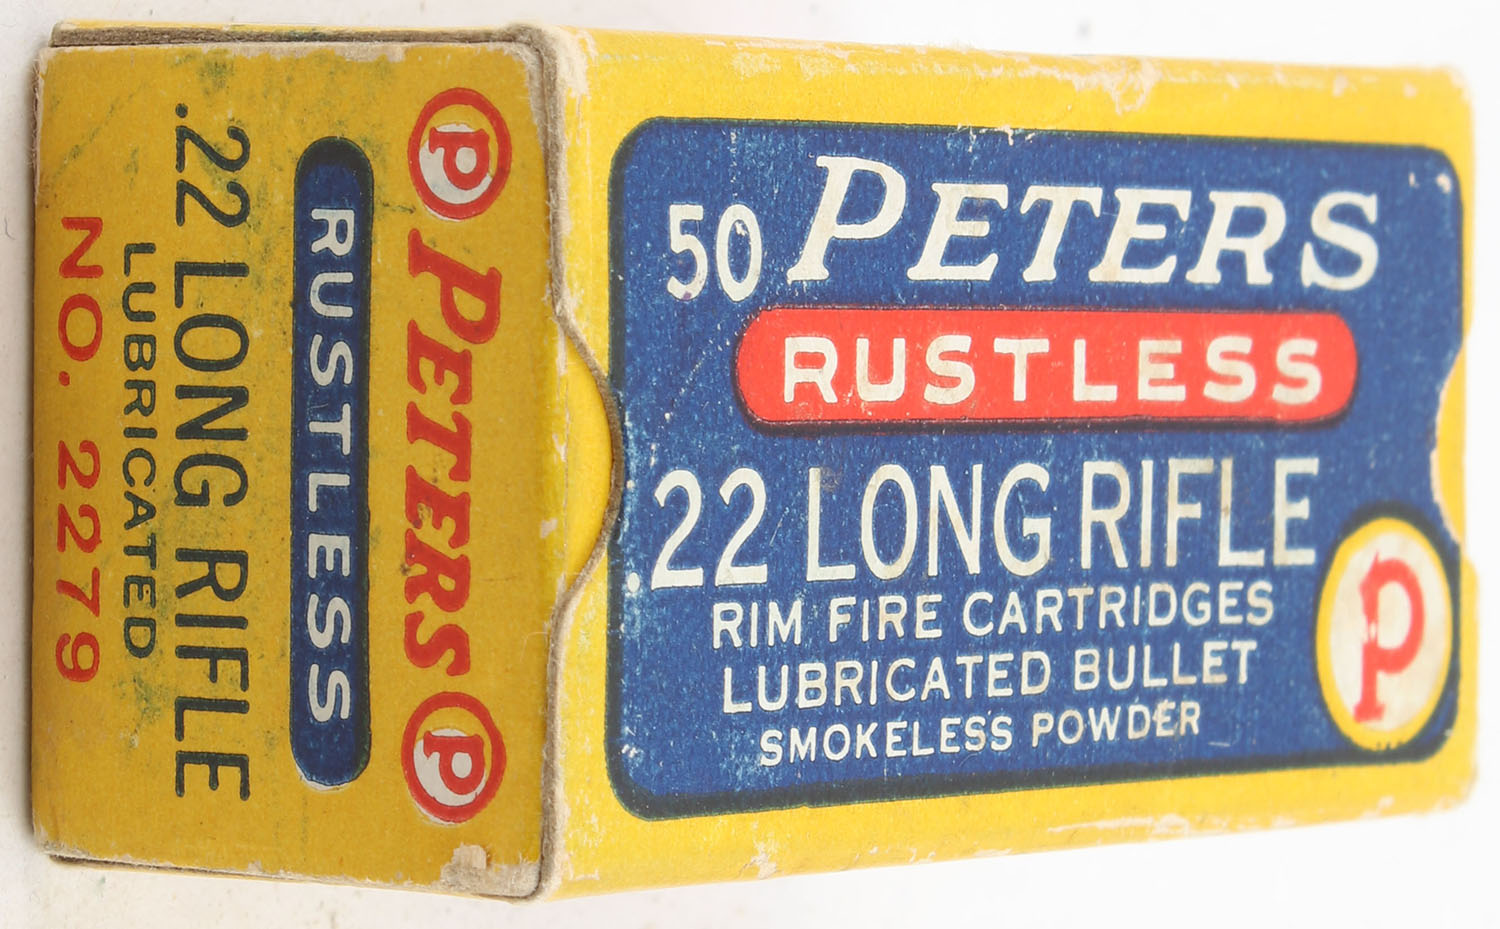 50 PETERS
RUSTLESS
.22 LONG RIFLE
RIM FIRE CARTRIDGES
LUBRICATED BULLET
SMOKELESS POWDER
P
P PETERS P
RUSTLESS
.22 LONG RIFLE
LUBRICATED
NO. 2279